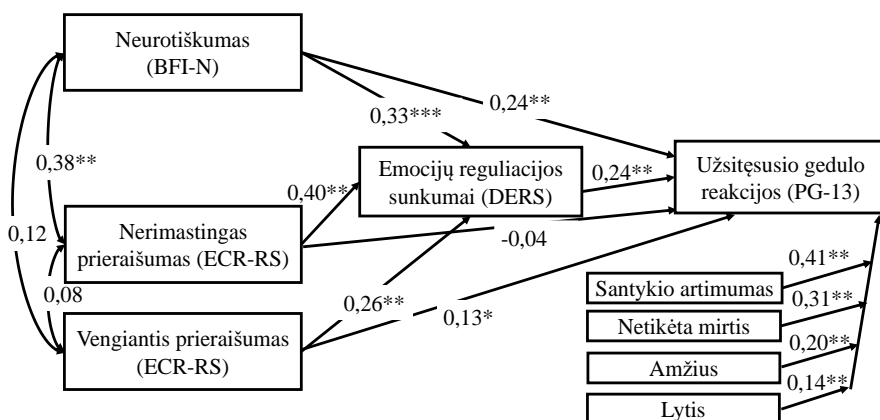 Neurotiškumas
(BFI-N)
0,24**
0,33***
0,38**
Emocijų reguliacijos
sunkumai (DERS)
0,24**
Užsitęsusio gedulo
reakcijos (PG-13)
0,40**
0,12
Nerimastingas
prieraišumas (ECR-RS)
-0,04
0,08
0,26**
0,13*
Vengiantis prieraišumas
(ECR-RS)
0,41**
Santykio artimumas
0,31**
Netikėta mirtis
0,20**
Amžius
0,14**
Lytis